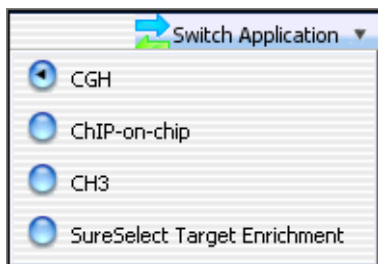 Switch Application
CGH
ChIP-on-chip
CH3
SureSelect Target Enrichment